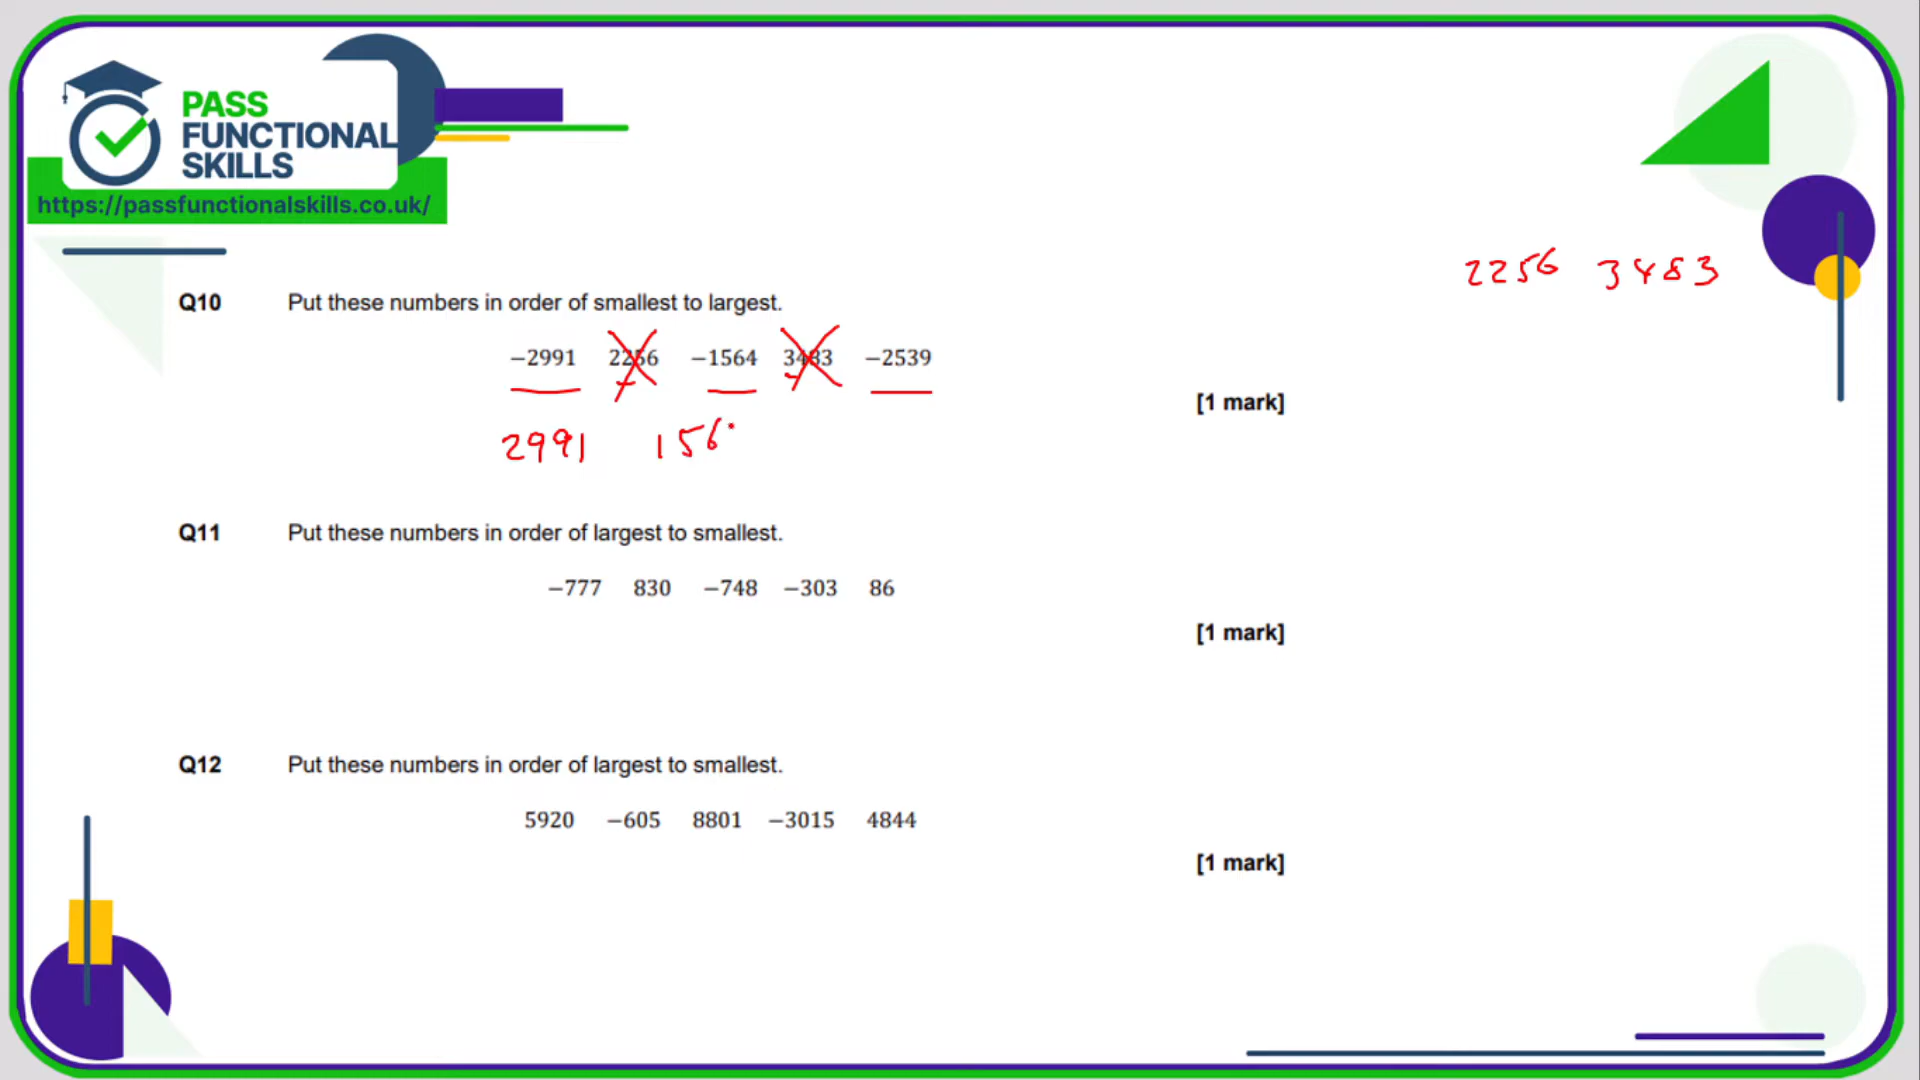 PASS
FUNCTIONAL
SKILLS
https://passfunctionalskills.co.uk/
2256 3483
Q10 Put these numbers in order of smallest to largest.
−2991 2256 −1564 3483 −2539
[1 mark]
2991 156
Q11 Put these numbers in order of largest to smallest.
−777 830 −748 −303 86
[1 mark]
Q12 Put these numbers in order of largest to smallest.
5920 −605 8801 −3015 4844
[1 mark]